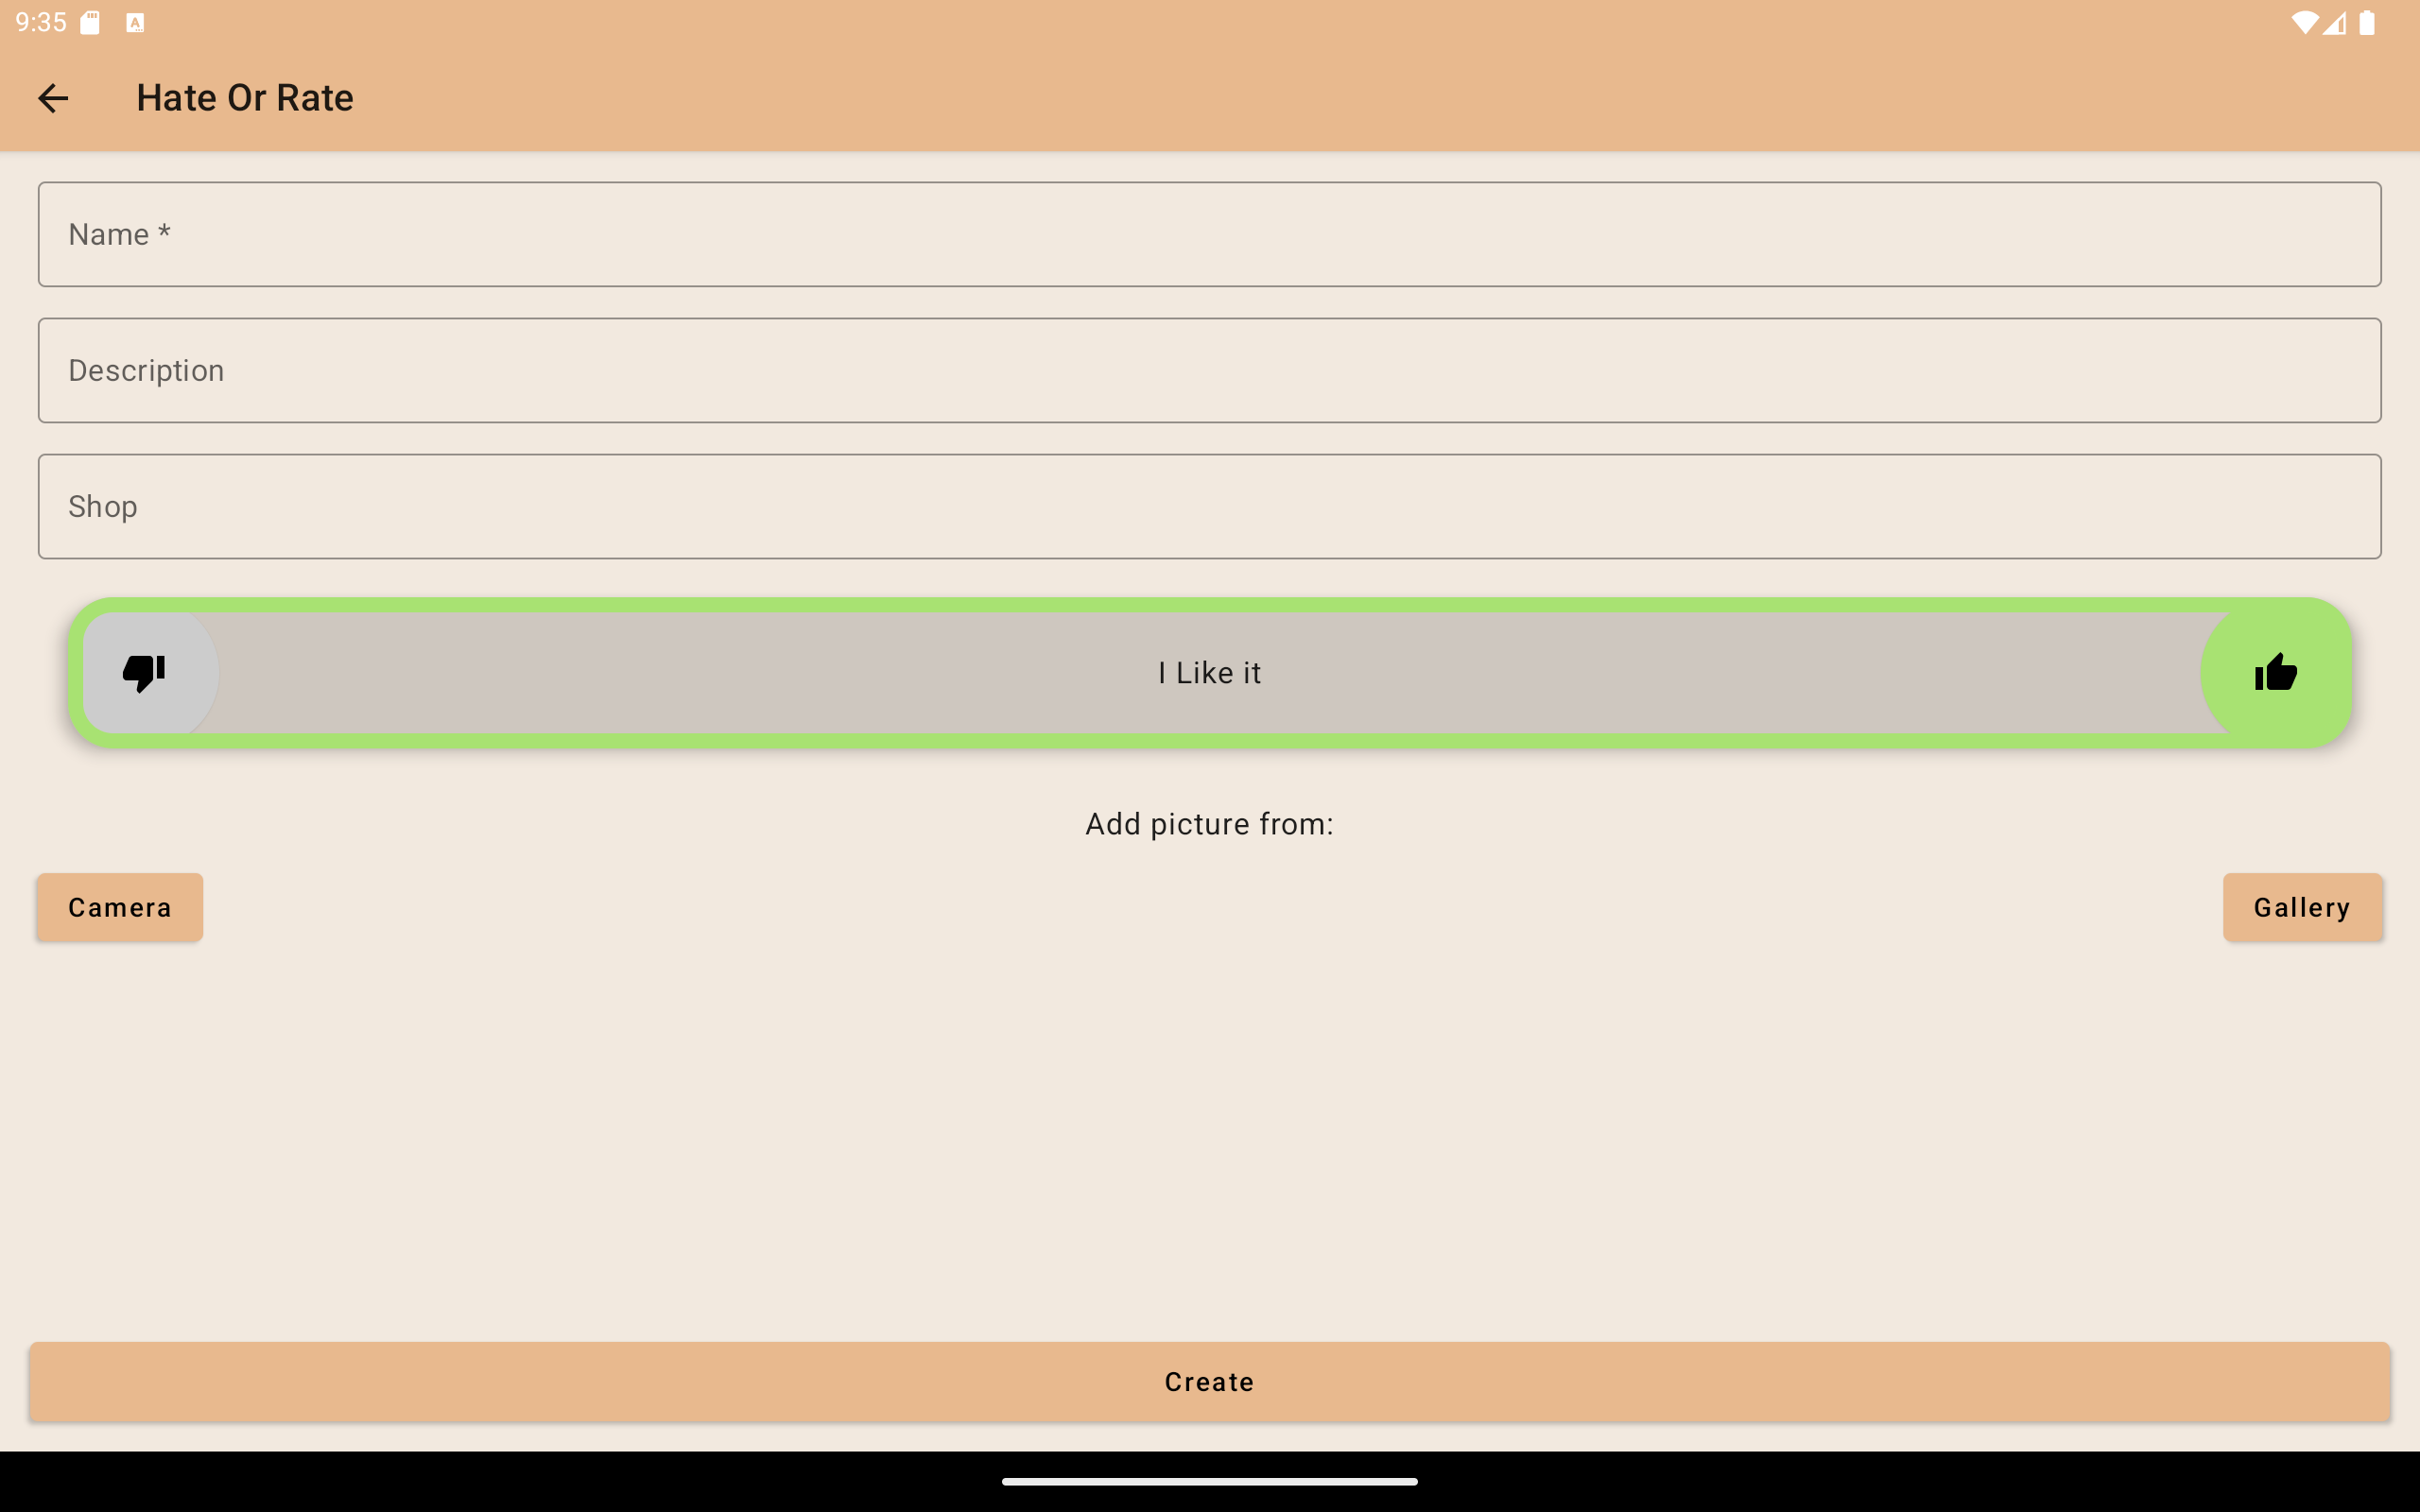 9:35
Hate Or Rate
Name *
Description
Shop
I Like it
Add picture from:
Camera
Gallery
Create